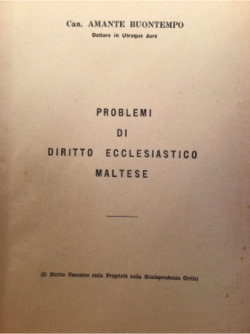 Can. AMANTE BUONTEMPO
Dottore in Utroque Jure
PROBLEMI
DI
DIRITTO ECCLESIASTICO
MALTESE
(Il Diritto Canonico sulla Proprietà nella Giurisprudenza Civile)